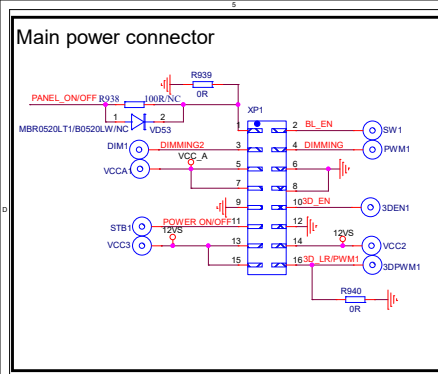 5
Main power connector
R939
0R
PANEL_ON/OFF
R938
100R/NC
XP1
1
2
MBR0520LT1/B0520LW/NC
VD53
1
2
BL_EN
SW1
DIM1
DIMMING2
3
4
DIMMING
PWM1
VCC_A
VCCA1
5
6
7
8
D
9
10
3D_EN
3DEN1
STB1
POWER ON/OFF
11
12
12VS
12VS
VCC3
13
14
VCC2
15
16
3D_LR/PWM1
3DPWM1
R940
0R